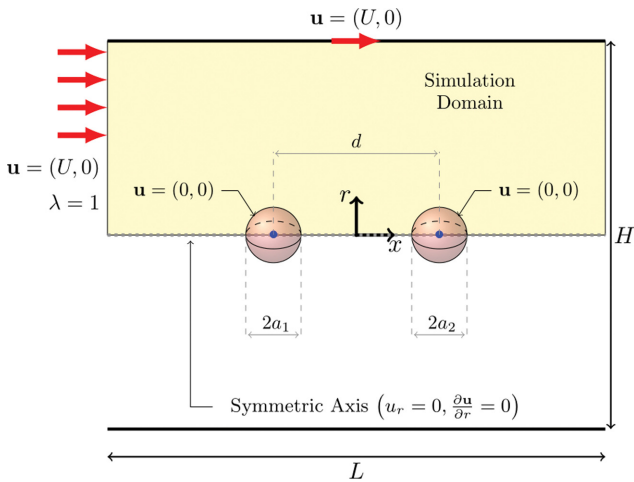 𝐮 = (U, 0)
Simulation
Domain
d
𝐮 = (U, 0)
λ = 1
𝐮 = (0, 0)
r
𝐮 = (0, 0)
x
H
2a₁
2a₂
Symmetric Axis (uᵣ = 0, ∂𝐮/∂r = 0)
L